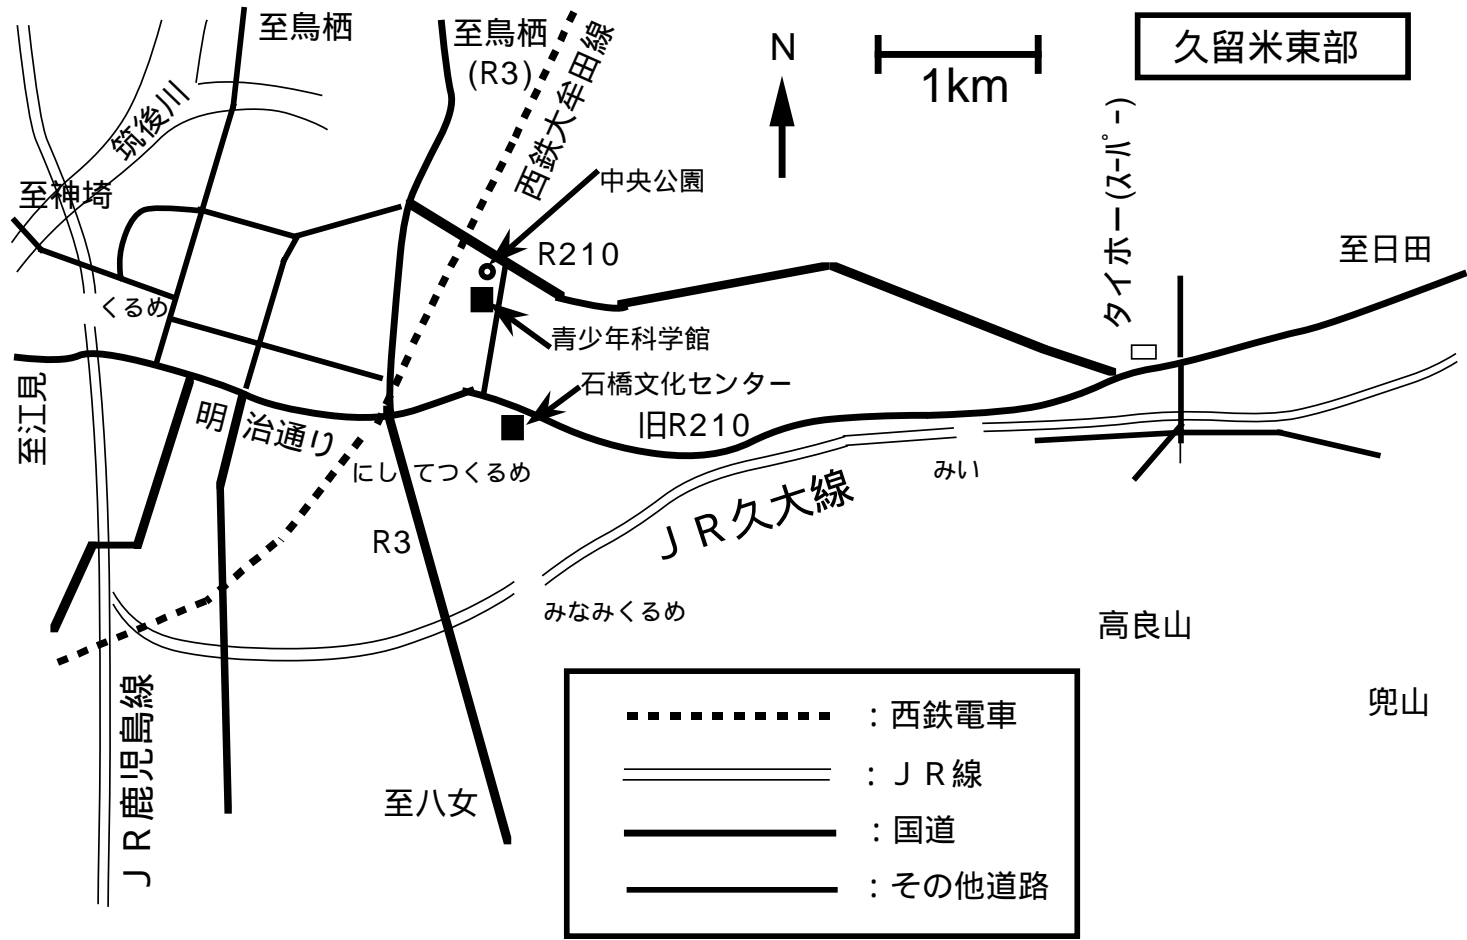 至鳥栖
至鳥栖
(R3)
西鉄大牟田線
N
1km
久留米東部
筑後川
至神埼
中央公園
タイホー(ｽｰﾊﾟｰ)
R210
至日田
くるめ
青少年科学館
石橋文化センター
至江見
明治通り
旧R210
にしてつくるめ
みい
ＪＲ久大線
R3
みなみくるめ
高良山
兜山
ＪＲ鹿児島線
至八女
：西鉄電車
：ＪＲ線
：国道
：その他道路